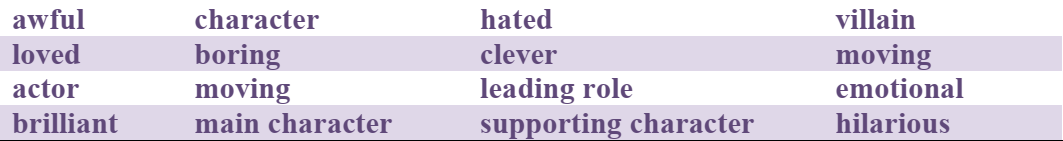 awful character hated villain
loved boring clever moving
actor moving leading role emotional
brilliant main character supporting character hilarious